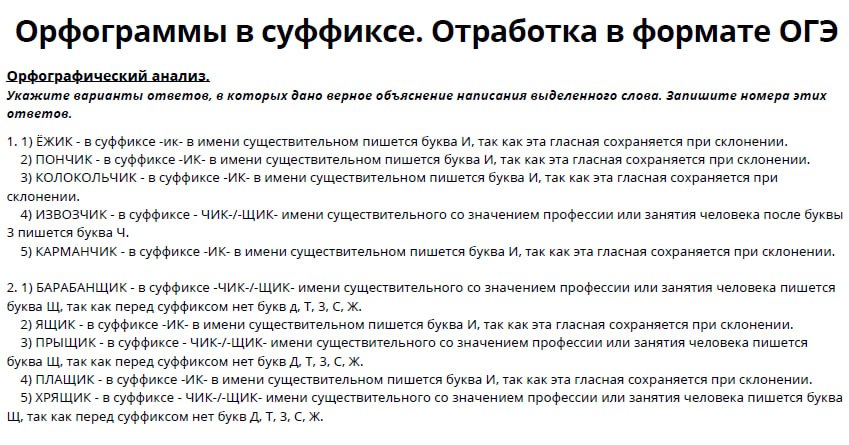 Орфограммы в суффиксе. Отработка в формате ОГЭ
Орфографический анализ.
Укажите варианты ответов, в которых дано верное объяснение написания выделенного слова. Запишите номера этих
ответов.
1. 1) ЁЖИК - в суффиксе -ик- в имени существительном пишется буква И, так как эта гласная сохраняется при склонении.
2) ПОНЧИК - в суффиксе -ИК- в имени существительном пишется буква И, так как эта гласная сохраняется при склонении.
3) КОЛОКОЛЬЧИК - в суффиксе -ИК- в имени существительном пишется буква И, так как эта гласная сохраняется при
склонении.
4) ИЗВОЗЧИК - в суффиксе - ЧИК-/-ЩИК- имени существительного со значением профессии или занятия человека после буквы
З пишется буква Ч.
5) КАРМАНЧИК - в суффиксе -ИК- в имени существительном пишется буква И, так как эта гласная сохраняется при склонении.
2. 1) БАРАБАНЩИК - в суффиксе -ЧИК-/-ЩИК- имени существительного со значением профессии или занятия человека пишется
буква Щ, так как перед суффиксом нет букв д, Т, З, С, Ж.
2) ЯЩИК - в суффиксе -ИК- в имени существительном пишется буква И, так как эта гласная сохраняется при склонении.
3) ПРЫЩИК - в суффиксе - ЧИК-/-ЩИК- имени существительного со значением профессии или занятия человека пишется
буква Щ, так как перед суффиксом нет букв Д, Т, З, С, Ж.
4) ПЛАЩИК - в суффиксе -ИК- в имени существительном пишется буква И, так как эта гласная сохраняется при склонении.
5) ХРЯЩИК - в суффиксе - ЧИК-/-ЩИК- имени существительного со значением профессии или занятия человека пишется буква
Щ, так как перед суффиксом нет букв Д, Т, З, С, Ж.